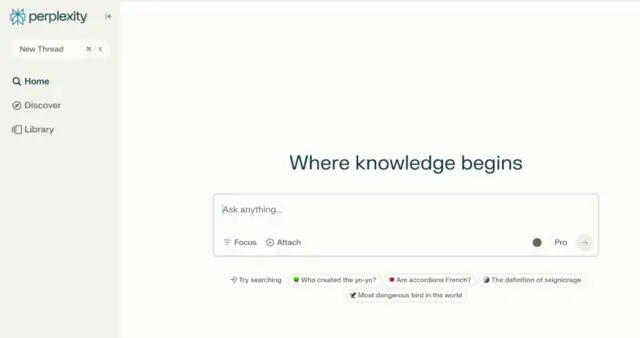 perplexity
New Thread ⌘ K
Home
Discover
Library
Where knowledge begins
Ask anything...
Focus Attach Pro
Try searching Who created the yo-yo? Are accordions French? The definition of seigniorage
Most dangerous bird in the world